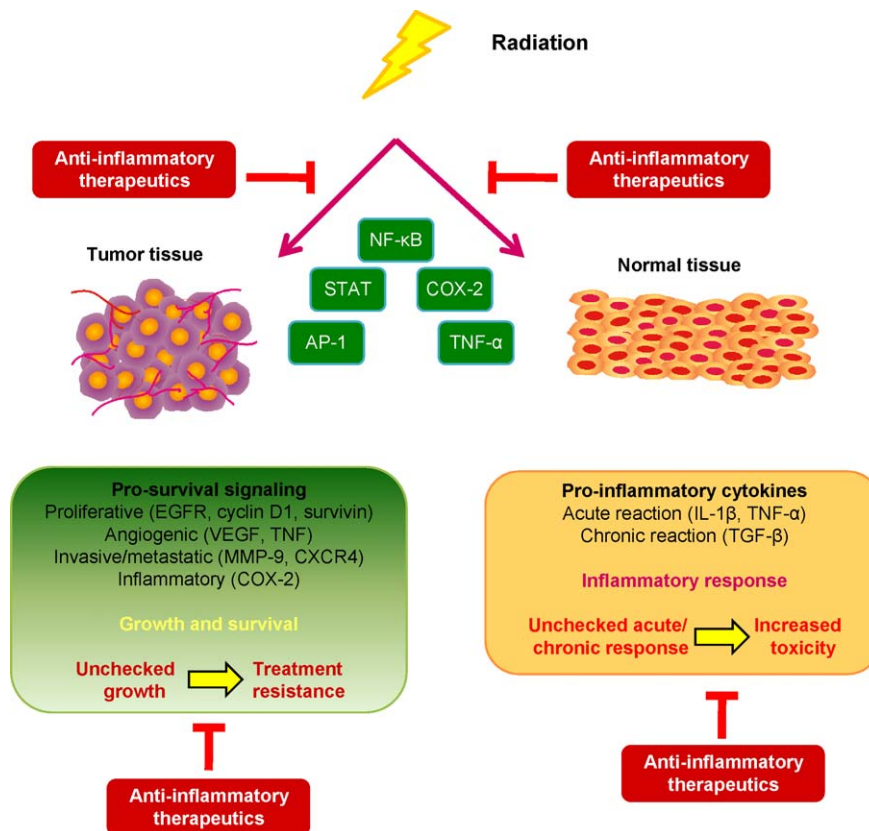 Radiation
Anti-inflammatory
therapeutics
Anti-inflammatory
therapeutics
NF-κB
Tumor tissue
Normal tissue
STAT
COX-2
AP-1
TNF-α
Pro-survival signaling
Proliferative (EGFR, cyclin D1, survivin)
Angiogenic (VEGF, TNF)
Invasive/metastatic (MMP-9, CXCR4)
Inflammatory (COX-2)
Growth and survival
Unchecked
growth
Treatment
resistance
Pro-inflammatory cytokines
Acute reaction (IL-1β, TNF-α)
Chronic reaction (TGF-β)
Inflammatory response
Unchecked acute/
chronic response
Increased
toxicity
Anti-inflammatory
therapeutics
Anti-inflammatory
therapeutics